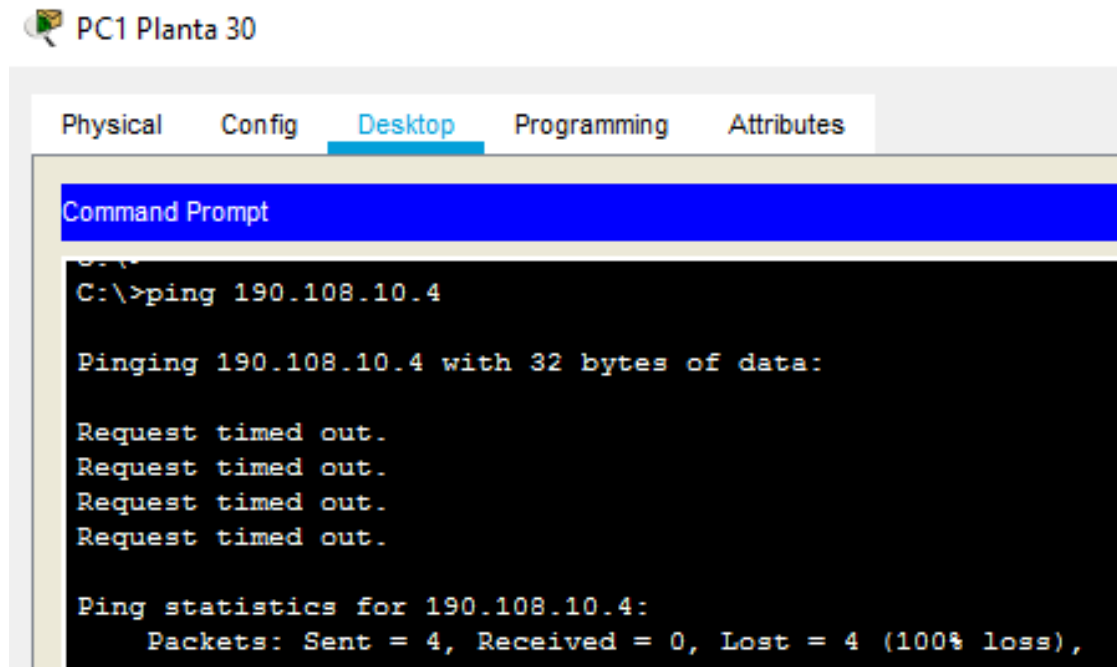 PC1 Planta 30
Physical Config Desktop Programming Attributes
Command Prompt
C:\>ping 190.108.10.4
Pinging 190.108.10.4 with 32 bytes of data:
Request timed out.
Request timed out.
Request timed out.
Request timed out.
Ping statistics for 190.108.10.4:
Packets: Sent = 4, Received = 0, Lost = 4 (100% loss),